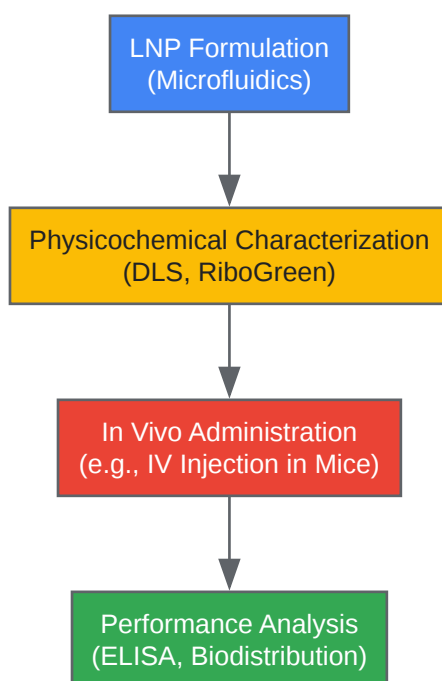 LNP Formulation
(Microfluidics)
Physicochemical Characterization
(DLS, RiboGreen)
In Vivo Administration
(e.g., IV Injection in Mice)
Performance Analysis
(ELISA, Biodistribution)